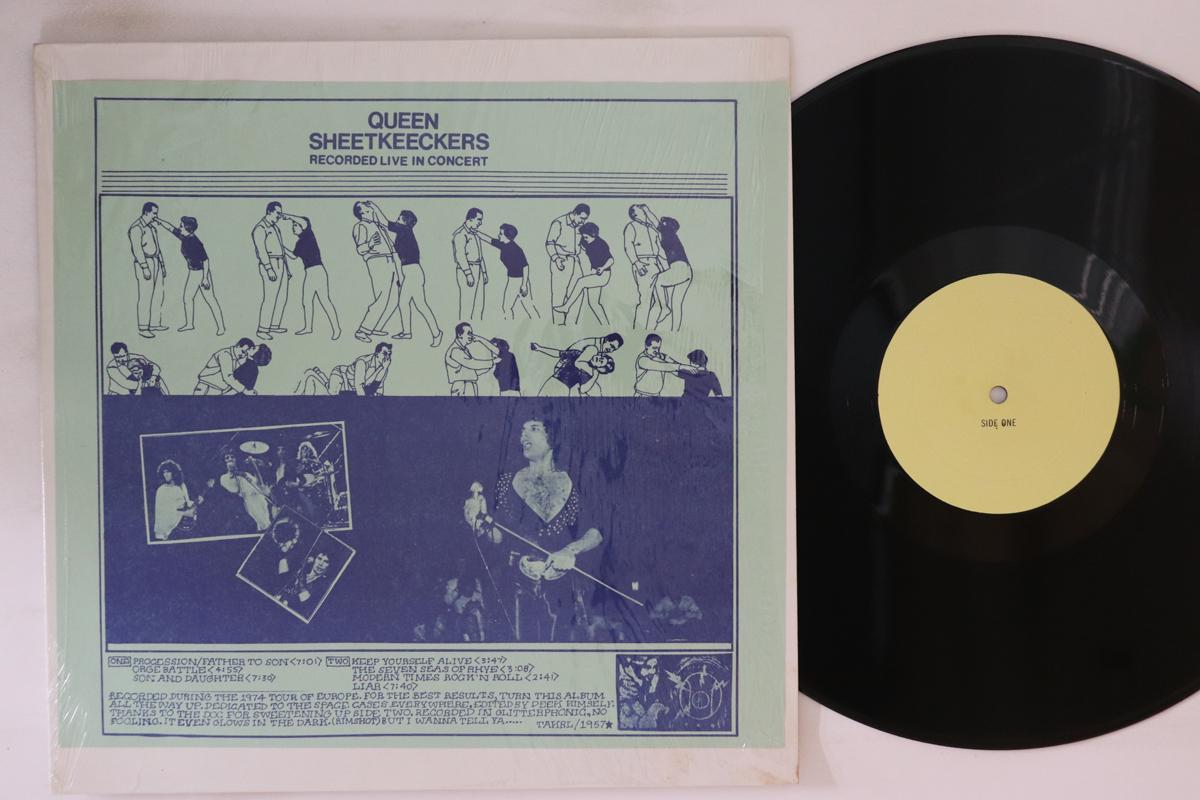 QUEEN
SHEETKEECKERS
RECORDED LIVE IN CONCERT
ONE PROCESSION/FATHER TO SON <7:01>
ORGE BATTLE <4:55>
SON AND DAUGHTER <7:30>
TWO KEEP YOURSELF ALIVE <3:47>
THE SEVEN SEAS OF RHYE <3:08>
MODERN TIMES ROCK'N ROLL <2:41>
LIAR <7:40>
RECORDED DURING THE 1974 TOUR OF EUROPE. FOR THE BEST RESULTS, TURN THIS ALBUM
ALL THE WAY UP. DEDICATED TO THE SPACE CASES EVERYWHERE, EDITED BY DEEK HIMSELF.
THANKS TO THE DOC FOR SWEETENING UP SIDE TWO. RECORDED IN GLITTERPHONIC, NO
FOOLING. IT EVEN GLOWS IN THE DARK (RIMSHOT) BUT I WANNA TELL YA.....
TAKRL/1957★
SIDE ONE